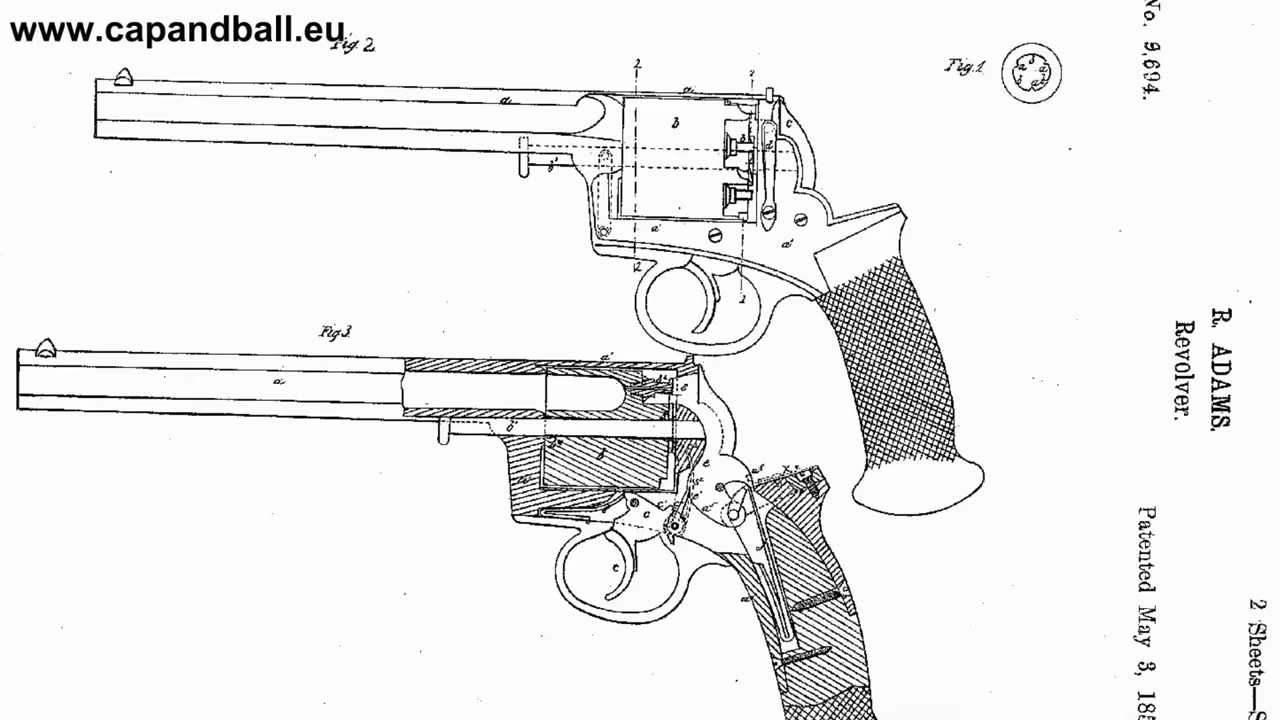 www.capandball.eu
Fig. 2
Fig. 1
No. 9,694.
Fig 3
R. ADAMS.
Revolver.
Patented May 3, 185
2 Sheets—S